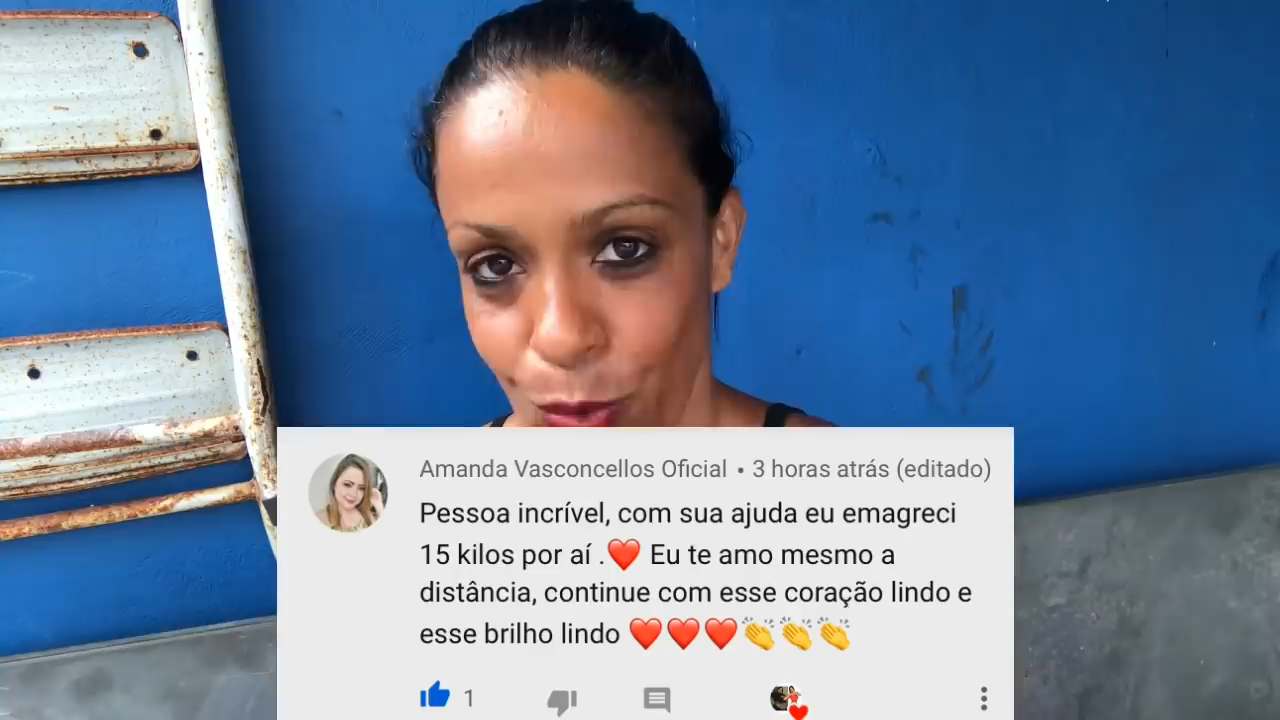 Amanda Vasconcellos Oficial • 3 horas atrás (editado)
Pessoa incrível, com sua ajuda eu emagreci
15 kilos por aí .❤️ Eu te amo mesmo a
distância, continue com esse coração lindo e
esse brilho lindo ❤️❤️❤️👏👏👏
1